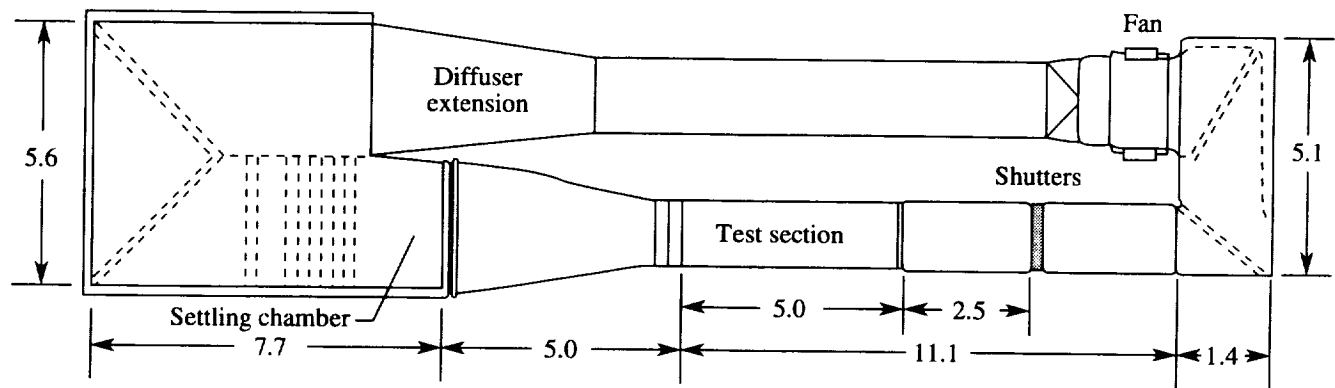 Fan
Diffuser
extension
5.6
5.1
Shutters
Test section
Settling chamber
5.0
2.5
7.7
5.0
11.1
1.4